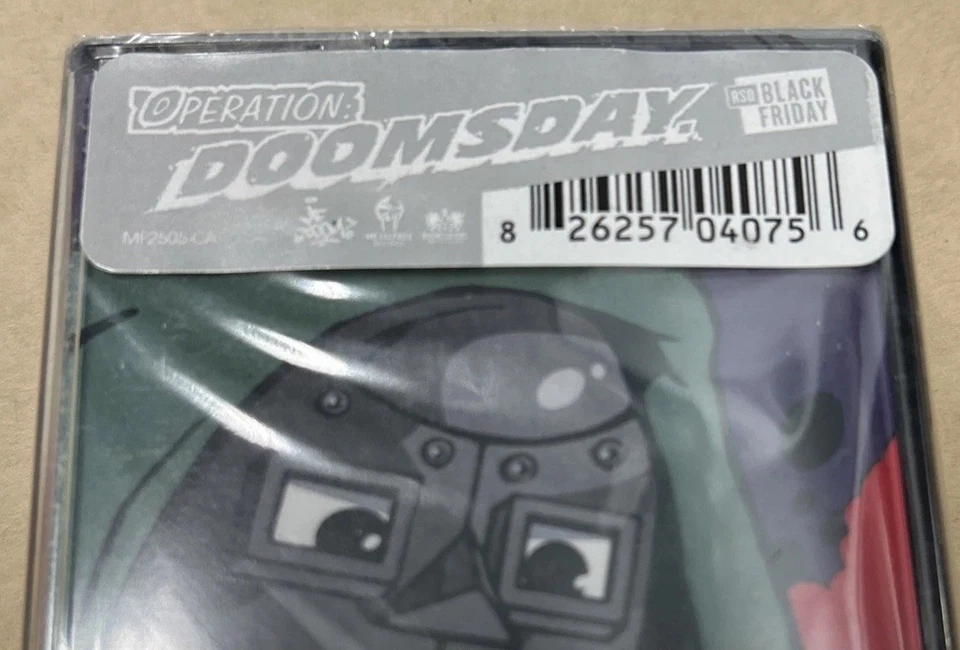 OPERATION:
DOOMSDAY.
RSD BLACK
FRIDAY
MF2505-CA
8 26257 04075 6